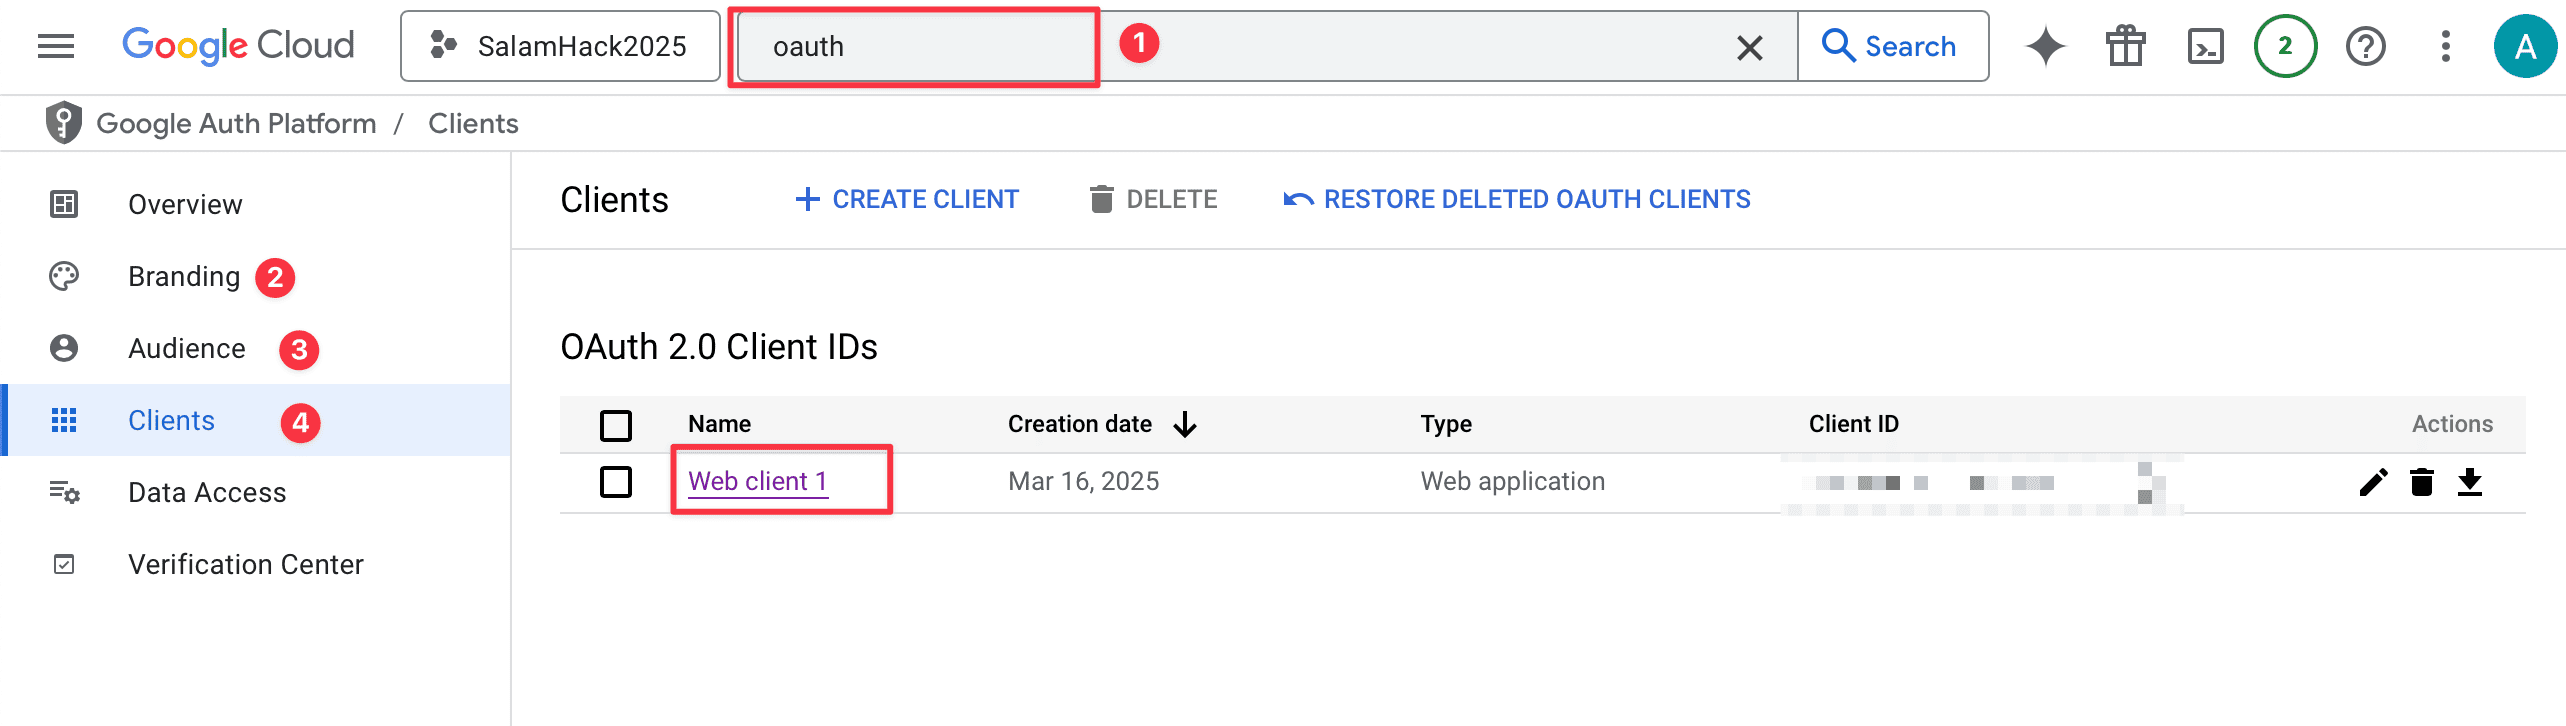 Google Cloud SalamHack2025 oauth 1 Search 2 A
Google Auth Platform / Clients
Overview
Branding 2
Audience 3
Clients 4
Data Access
Verification Center
Clients CREATE CLIENT DELETE RESTORE DELETED OAUTH CLIENTS
OAuth 2.0 Client IDs
Name Creation date Type Client ID Actions
Web client 1 Mar 16, 2025 Web application